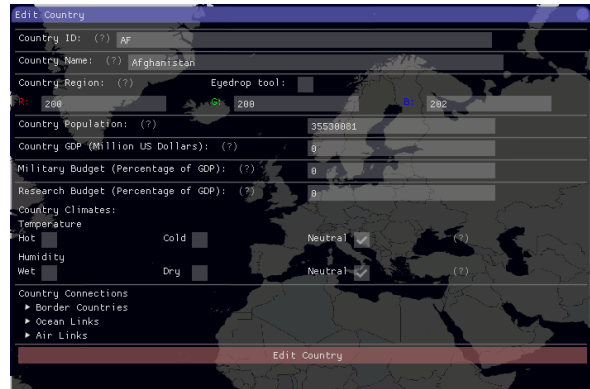 Edit Country
Country ID: (?) AF
Country Name: (?) Afghanistan
Country Region: (?) Eyedrop tool:
R: 200 G: 200 B: 202
Country Population: (?) 35530081
Country GDP (Million US Dollars): (?) 0
Military Budget (Percentage of GDP): (?) 0
Research Budget (Percentage of GDP): (?) 0
Country Climates:
Temperature
Hot Cold Neutral (?)
Humidity
Wet Dry Neutral (?)
Country Connections
Border Countries
Ocean Links
Air Links
Edit Country